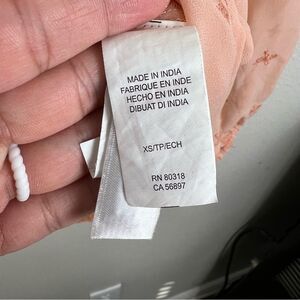 MADE IN INDIA
FABRIQUE EN INDE
HECHO EN INDIA
DIBUAT DI INDIA
XS/TP/ECH
RN 80318
CA 56897